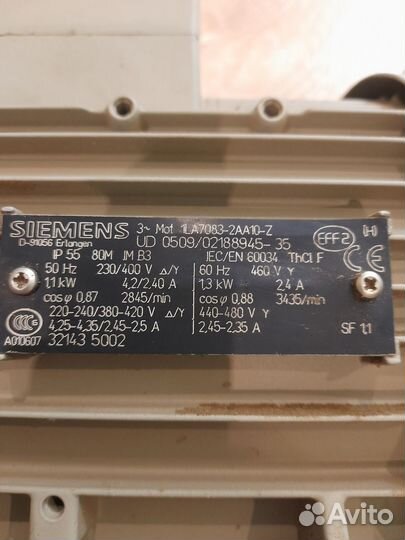 SIEMENS 3~ Mot. 1LA7083-2AA10-Z
D-91056 Erlangen UD 0509/02188945-35
EFF2
(H)
IP 55 80M IM B3 IEC/EN 60034 Th.Cl. F
50 Hz 230/400 V Δ/Y 60 Hz 460 V Y
1,1 kW 4,2/2,40 A 1,3 kW 2,4 A
cos φ 0,87 2845/min cos φ 0,88 3435/min
220-240/380-420 V Δ/Y 440-480 V Y
4,25-4,35/2,45-2,5 A 2,45-2,35 A
CCC S
CE
SF 1,1
A010607 32143 5002
Avito